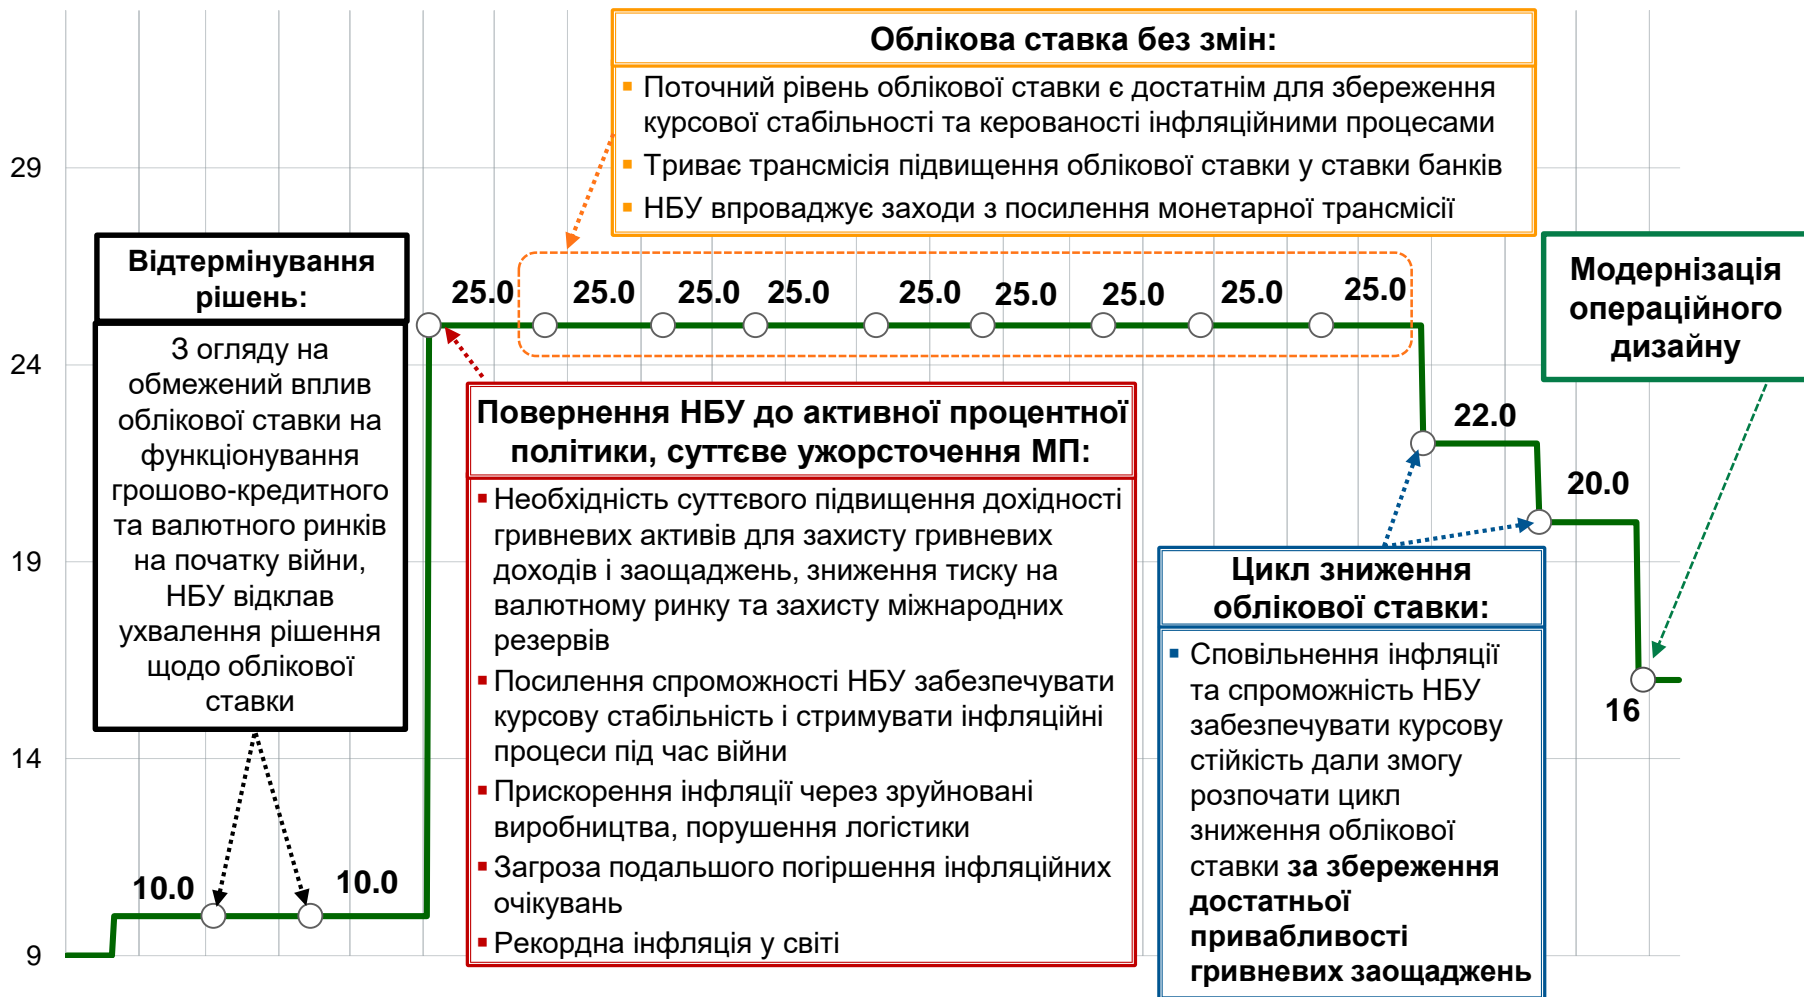 Облікова ставка без змін:
▪ Поточний рівень облікової ставки є достатнім для збереження
курсової стабільності та керованості інфляційними процесами
▪ Триває трансмісія підвищення облікової ставки у ставки банків
▪ НБУ впроваджує заходи з посилення монетарної трансмісії
Відтермінування
рішень:
З огляду на
обмежений вплив
облікової ставки на
функціонування
грошово-кредитного
та валютного ринків
на початку війни,
НБУ відклав
ухвалення рішення
щодо облікової
ставки
Модернізація
операційного
дизайну
Повернення НБУ до активної процентної
політики, суттєве ужорсточення МП:
▪ Необхідність суттєвого підвищення дохідності
гривневих активів для захисту гривневих
доходів і заощаджень, зниження тиску на
валютному ринку та захисту міжнародних
резервів
▪ Посилення спроможності НБУ забезпечувати
курсову стабільність і стримувати інфляційні
процеси під час війни
▪ Прискорення інфляції через зруйновані
виробництва, порушення логістики
▪ Загроза подальшого погіршення інфляційних
очікувань
▪ Рекордна інфляція у світі
Цикл зниження
облікової ставки:
▪ Сповільнення інфляції
та спроможність НБУ
забезпечувати курсову
стійкість дали змогу
розпочати цикл
зниження облікової
ставки за збереження
достатньої
привабливості
гривневих заощаджень
29
24
19
14
9
10.0
10.0
25.0
25.0
25.0
25.0
25.0
25.0
25.0
25.0
25.0
22.0
20.0
16